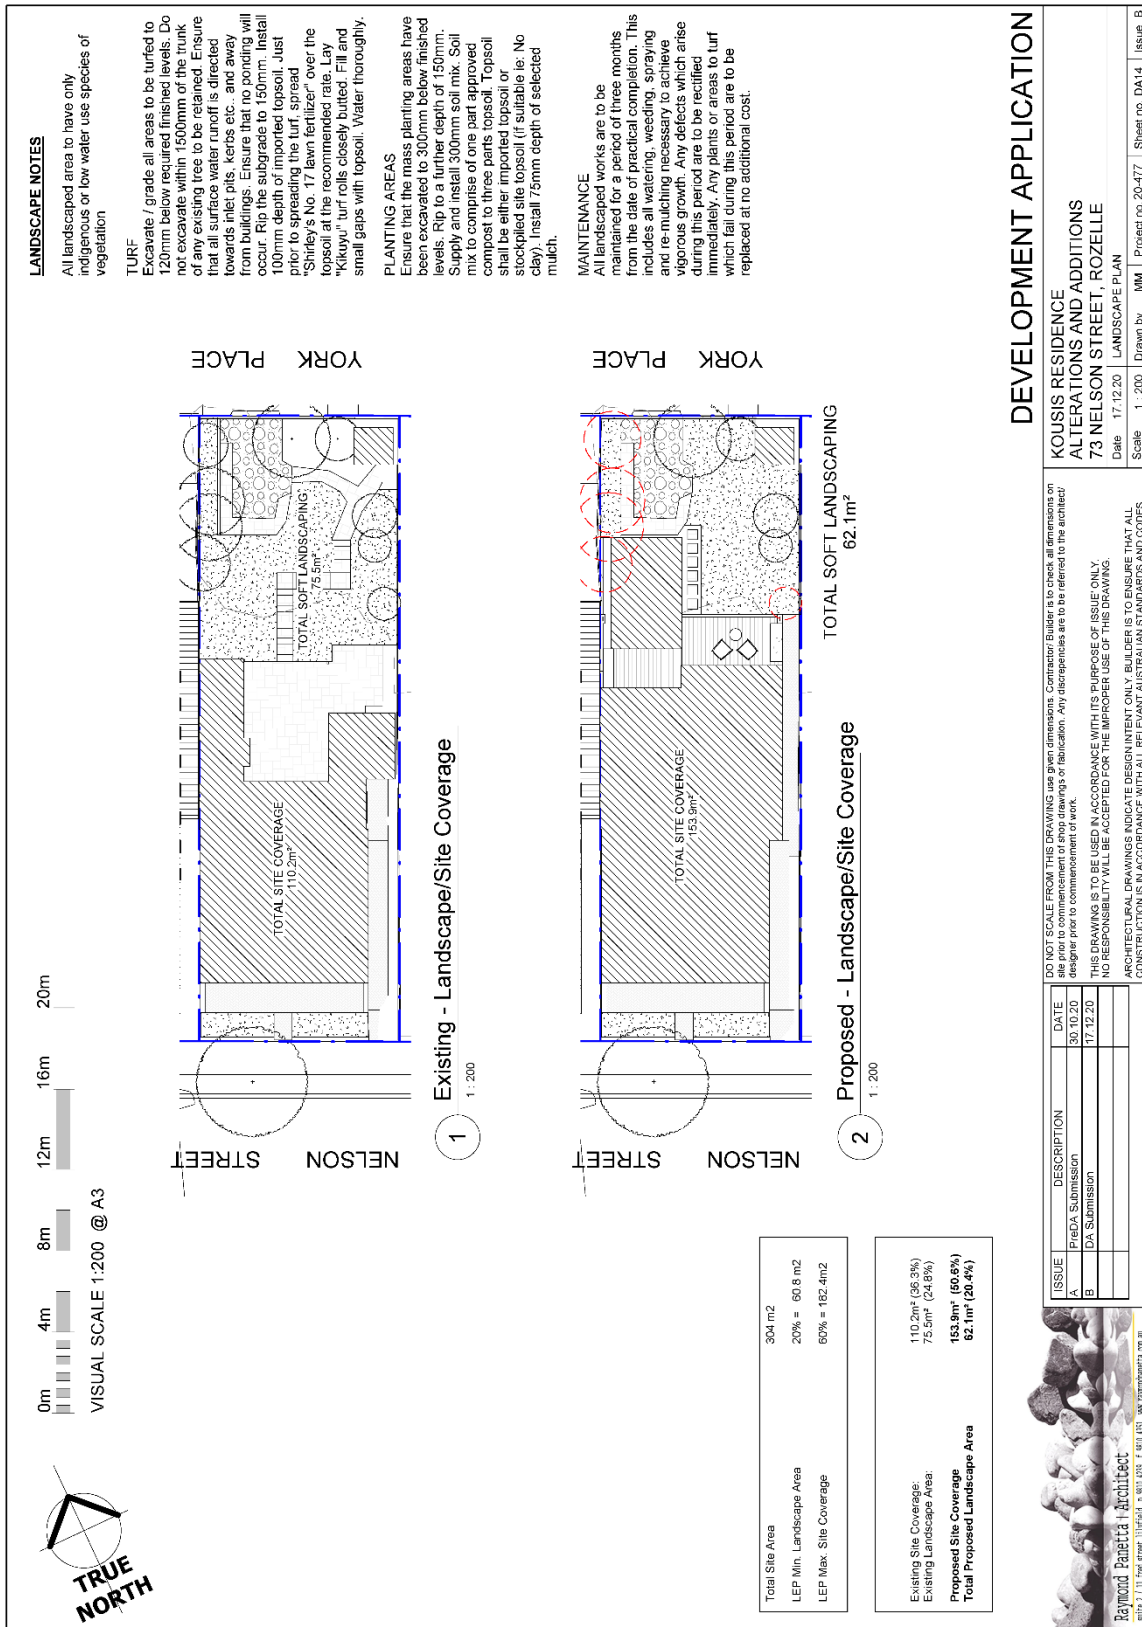 TRUE
NORTH
0m 4m 8m 12m 16m 20m
VISUAL SCALE 1:200 @ A3
LANDSCAPE NOTES
All landscaped area to have only
indigenous or low water use species of
vegetation
TURF
Excavate / grade all areas to be turfed to
120mm below required finished levels. Do
not excavate within 1500mm of the trunk
of any existing tree to be retained. Ensure
that all surface water runoff is directed
towards inlet pits, kerbs etc.. and away
from buildings. Ensure that no ponding will
occur. Rip the subgrade to 150mm. Install
100mm depth of imported topsoil. Just
prior to spreading the turf, spread
"Shirley's No. 17 lawn fertilizer" over the
topsoil at the recommended rate. Lay
"Kikuyu" turf rolls closely butted. Fill and
small gaps with topsoil. Water thoroughly.
PLANTING AREAS
Ensure that the mass planting areas have
been excavated to 300mm below finished
levels. Rip to a further depth of 150mm.
Supply and install 300mm soil mix. Soil
mix to comprise of one part approved
compost to three parts topsoil. Topsoil
shall be either imported topsoil or
stockpiled site topsoil (if suitable ie: No
clay). Install 75mm depth of selected
mulch.
MAINTENANCE
All landscaped works are to be
maintained for a period of three months
from the date of practical completion. This
includes all watering, weeding, spraying
and re-mulching necessary to achieve
vigorous growth. Any defects which arise
during this period are to be rectified
immediately. Any plants or areas to turf
which fail during this period are to be
replaced at no additional cost.
NELSON STREET
YORK PLACE
TOTAL SITE COVERAGE
110.2m²
TOTAL SOFT LANDSCAPING
75.5m²
1
Existing - Landscape/Site Coverage
1 : 200
NELSON STREET
YORK PLACE
TOTAL SITE COVERAGE
153.9m²
TOTAL SOFT LANDSCAPING
62.1m²
2
Proposed - Landscape/Site Coverage
1 : 200
Total Site Area 304 m2
LEP Min. Landscape Area 20% = 60.8 m2
LEP Max. Site Coverage 60% = 182.4m2
Existing Site Coverage: 110.2m² (36.3%)
Existing Landscape Area: 75.5m² (24.8%)
Proposed Site Coverage 153.9m² (50.6%)
Total Proposed Landscape Area 62.1m² (20.4%)
DEVELOPMENT APPLICATION
Raymond Panetta | Architect
ISSUE DESCRIPTION DATE
A PreDA Submission 30.10.20
B DA Submission 17.12.20
DO NOT SCALE FROM THIS DRAWING use given dimensions. Contractor/ Builder is to check all dimensions on
site prior to commencement of shop drawings or fabrication. Any discrepencies are to be referred to the architect/
designer prior to commencement of work.
THIS DRAWING IS TO BE USED IN ACCORDANCE WITH ITS 'PURPOSE OF ISSUE' ONLY.
NO RESPONSIBILITY WILL BE ACCEPTED FOR THE IMPROPER USE OF THIS DRAWING.
ARCHITECTURAL DRAWINGS INDICATE DESIGN INTENT ONLY. BUILDER IS TO ENSURE THAT ALL
CONSTRUCTION IS IN ACCORDANCE WITH ALL RELEVANT AUSTRALIAN STANDARDS AND CODES
KOUSIS RESIDENCE
ALTERATIONS AND ADDITIONS
73 NELSON STREET, ROZELLE
Date 17.12.20 LANDSCAPE PLAN
Scale 1 : 200 Drawn by MM Project no. 20-477 Sheet no. DA14 Issue B